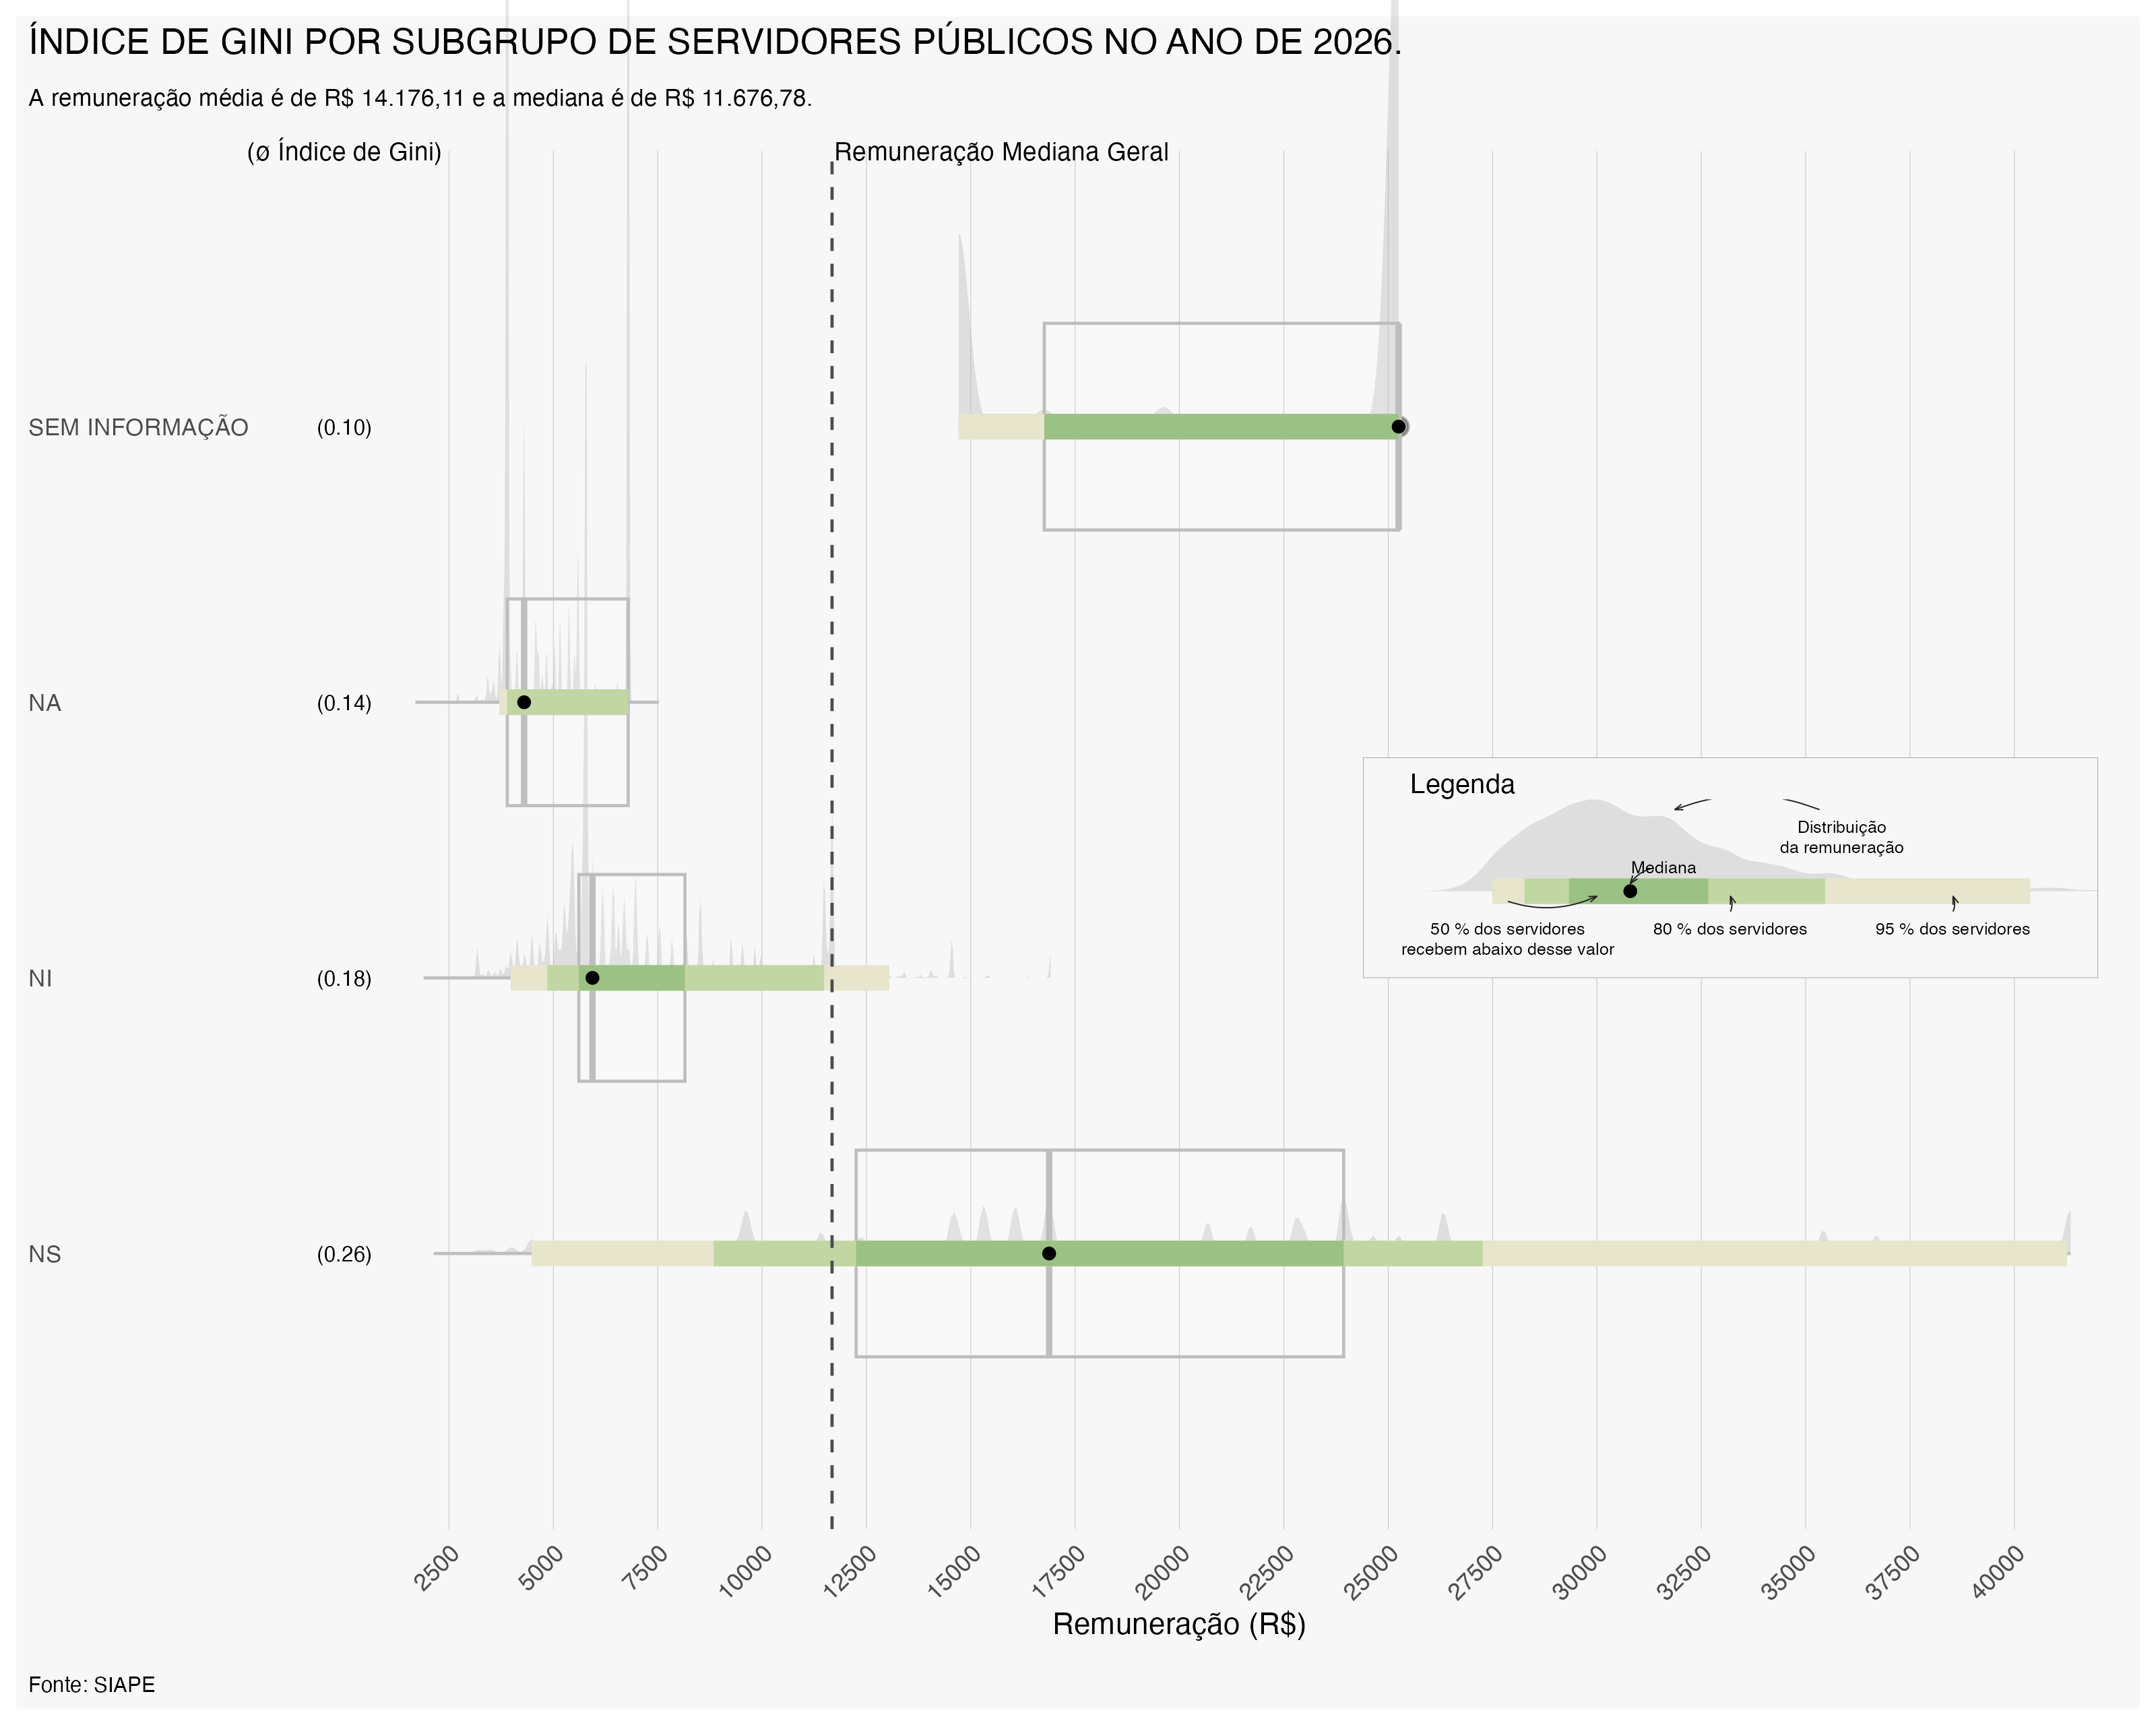 ÍNDICE DE GINI POR SUBGRUPO DE SERVIDORES PÚBLICOS NO ANO DE 2026.
A remuneração média é de R$ 14.176,11 e a mediana é de R$ 11.676,78.
(ø Índice de Gini)
Remuneração Mediana Geral
SEM INFORMAÇÃO (0.10)
NA (0.14)
Legenda
Distribuição
da remuneração
Mediana
50 % dos servidores
recebem abaixo desse valor
80 % dos servidores
95 % dos servidores
NI (0.18)
NS (0.26)
2500 5000 7500 10000 12500 15000 17500 20000 22500 25000 27500 30000 32500 35000 37500 40000
Remuneração (R$)
Fonte: SIAPE